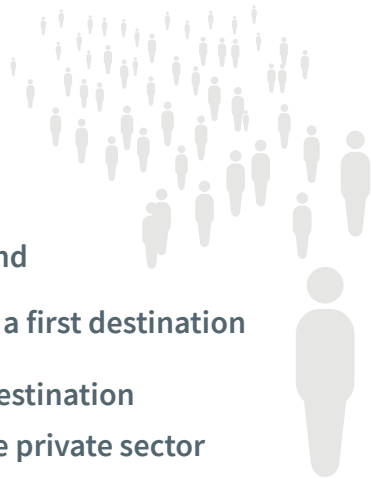 nd
a first destination
estination
e private sector